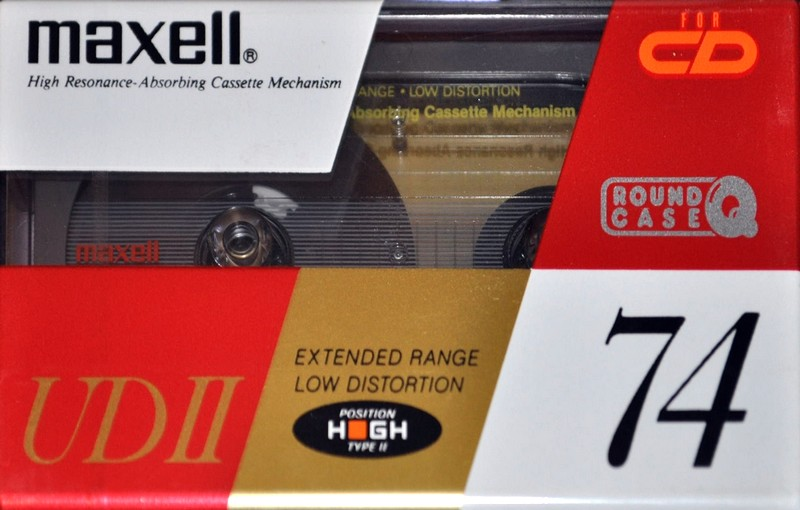 maxell®
High Resonance-Absorbing Cassette Mechanism
FOR
CD
ANGE • LOW DISTORTION
Absorbing Cassette Mechanism
ROUND
CASE Q
maxell
UDII
EXTENDED RANGE
LOW DISTORTION
POSITION
HIGH
TYPE II
74